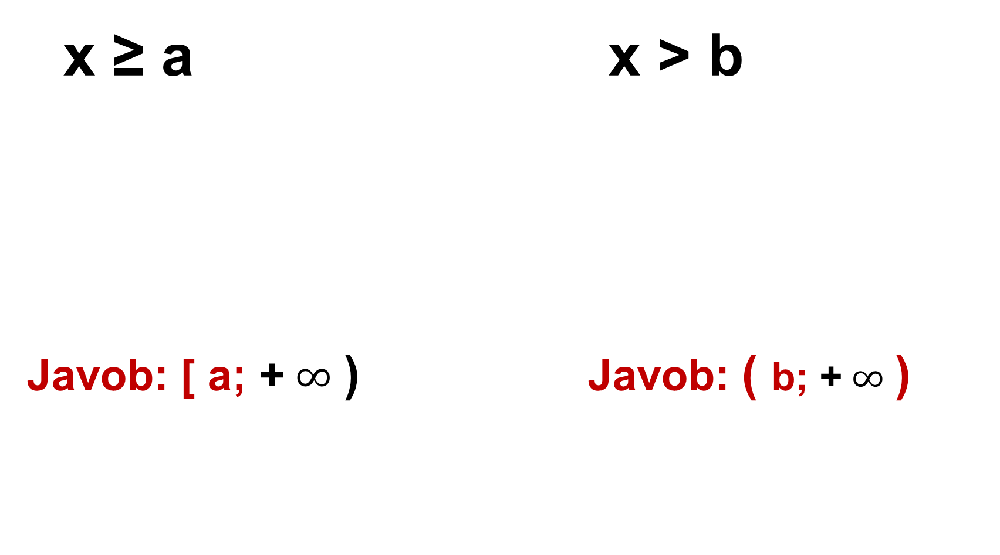 x ≥ a
x > b
Javob: [ a; + ∞ )
Javob: ( b; + ∞ )